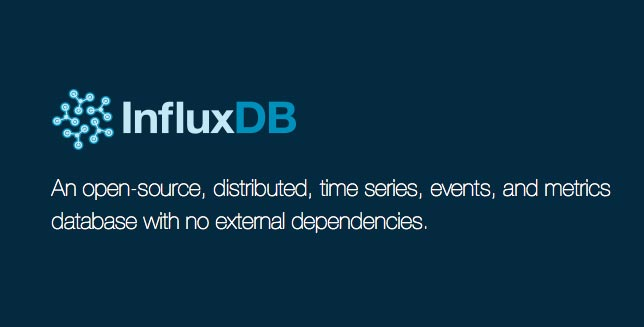 InfluxDB
An open-source, distributed, time series, events, and metrics
database with no external dependencies.